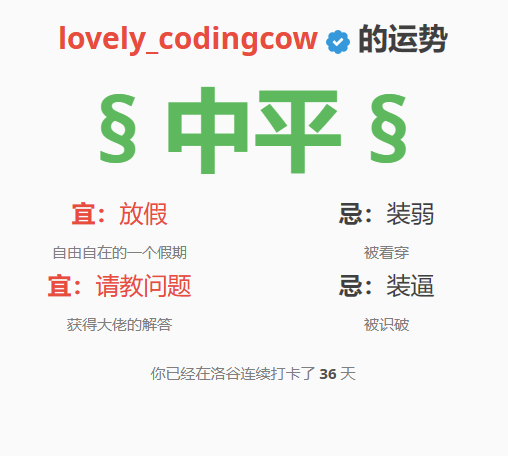 lovely_codingcow 的运势
§ 中平 §
宜：放假 忌：装弱
自由自在的一个假期 被看穿
宜：请教问题 忌：装逼
获得大佬的解答 被识破
你已经在洛谷连续打卡了 36 天